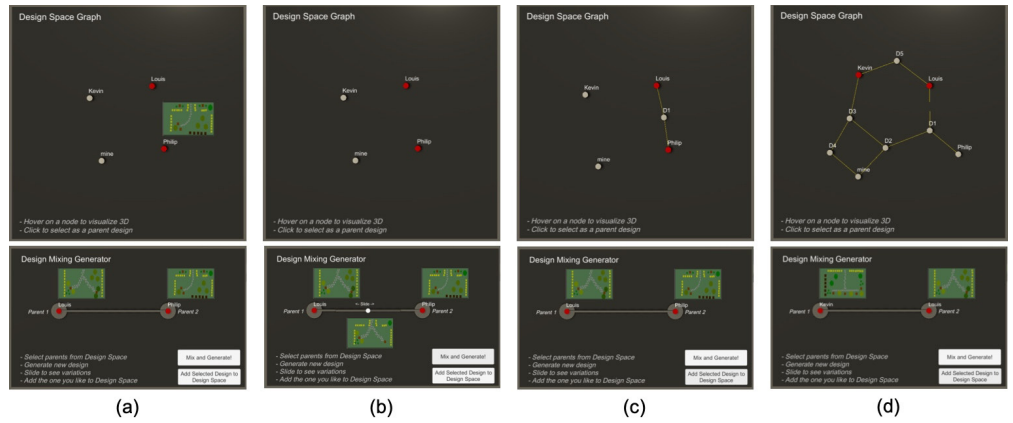 Design Space Graph
Louis
Kevin
Philip
mine
- Hover on a node to visualize 3D
- Click to select as a parent design
Design Mixing Generator
Louis
Philip
Parent 1
Parent 2
- Select parents from Design Space
- Generate new design
- Slide to see variations
- Add the one you like to Design Space
Mix and Generate!
Add Selected Design to
Design Space
(a)
Design Space Graph
Louis
Kevin
Philip
mine
- Hover on a node to visualize 3D
- Click to select as a parent design
Design Mixing Generator
<- Slide ->
Louis
Philip
Parent 1
Parent 2
- Select parents from Design Space
- Generate new design
- Slide to see variations
- Add the one you like to Design Space
Mix and Generate!
Add Selected Design to
Design Space
(b)
Design Space Graph
Louis
Kevin
D1
Philip
mine
- Hover on a node to visualize 3D
- Click to select as a parent design
Design Mixing Generator
Louis
Philip
Parent 1
Parent 2
- Select parents from Design Space
- Generate new design
- Slide to see variations
- Add the one you like to Design Space
Mix and Generate!
Add Selected Design to
Design Space
(c)
Design Space Graph
D5
Kevin
Louis
D3
D1
D2
D4
Philip
mine
- Hover on a node to visualize 3D
- Click to select as a parent design
Design Mixing Generator
Kevin
Louis
Parent 1
Parent 2
- Select parents from Design Space
- Generate new design
- Slide to see variations
- Add the one you like to Design Space
Mix and Generate!
Add Selected Design to
Design Space
(d)